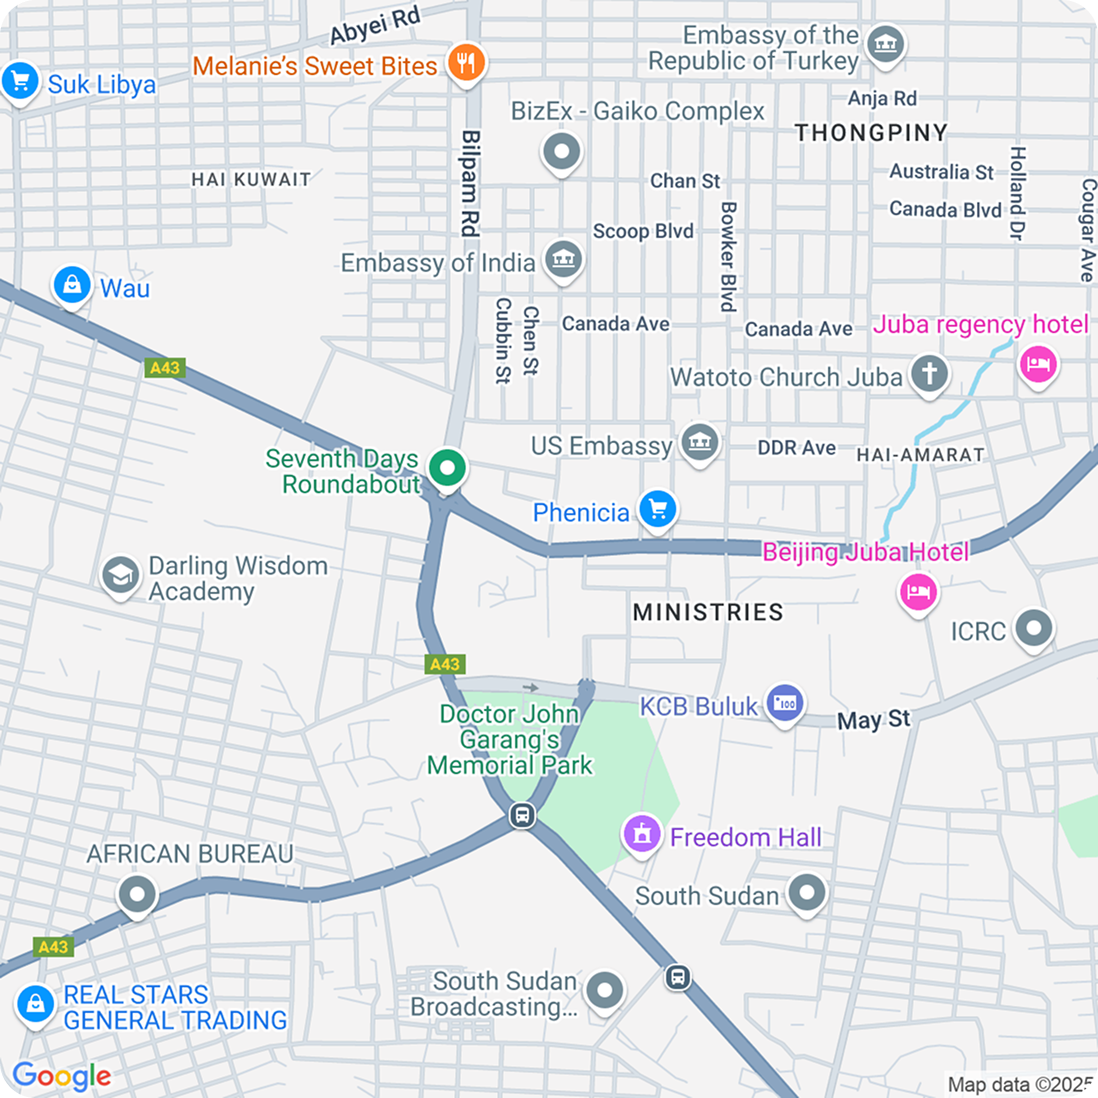 Abyei Rd
Embassy of the
Republic of Turkey
Melanie's Sweet Bites
Suk Libya
Anja Rd
BizEx - Gaiko Complex
THONGPINY
Bilpam Rd
HAI KUWAIT
Chan St
Australia St
Holland Dr
Cougar Ave
Canada Blvd
Bowker Blvd
Scoop Blvd
Embassy of India
Wau
Cubbin St
Chen St
Canada Ave
Canada Ave
Juba regency hotel
A43
Watoto Church Juba
US Embassy
DDR Ave
HAI-AMARAT
Seventh Days
Roundabout
Phenicia
Beijing Juba Hotel
Darling Wisdom
Academy
MINISTRIES
ICRC
A43
KCB Buluk
100
May St
Doctor John
Garang's
Memorial Park
Freedom Hall
AFRICAN BUREAU
South Sudan
A43
South Sudan
Broadcasting...
REAL STARS
GENERAL TRADING
Google
Map data ©2025